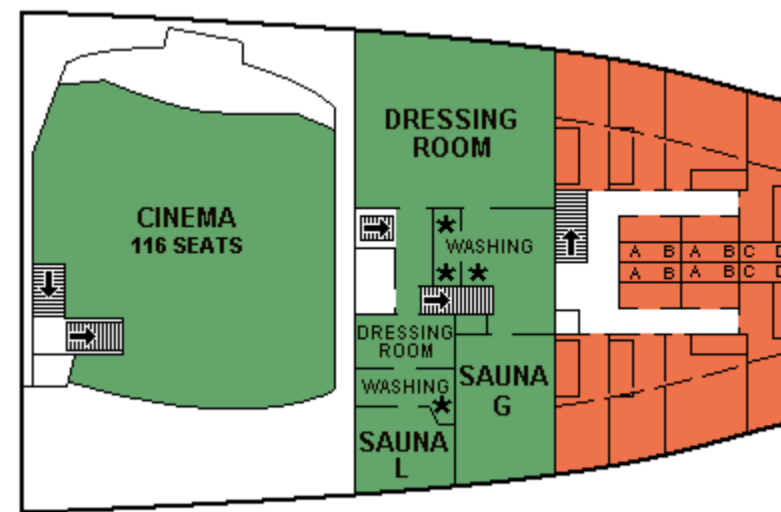 DRESSING
ROOM
CINEMA
116 SEATS
WASHING
A B A B C D
A B A B C D
DRESSING
ROOM
WASHING
SAUNA
G
SAUNA
L